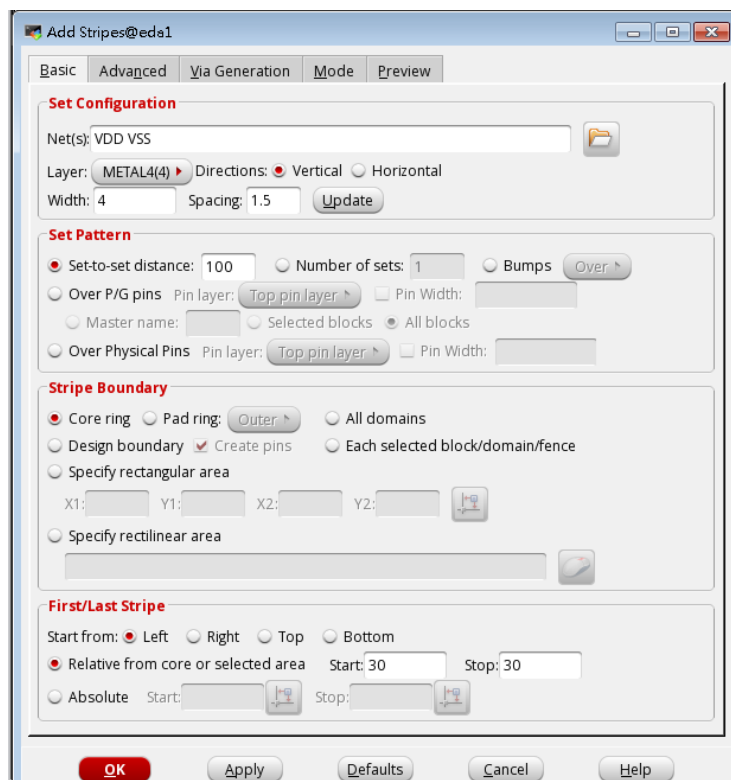 Add Stripes@eda1
Basic Advanced Via Generation Mode Preview
Set Configuration
Net(s): VDD VSS
Layer: METAL4(4) Directions: Vertical Horizontal
Width: 4 Spacing: 1.5 Update
Set Pattern
Set-to-set distance: 100 Number of sets: 1 Bumps Over
Over P/G pins Pin layer: Top pin layer Pin Width:
Master name: Selected blocks All blocks
Over Physical Pins Pin layer: Top pin layer Pin Width:
Stripe Boundary
Core ring Pad ring: Outer All domains
Design boundary Create pins Each selected block/domain/fence
Specify rectangular area
X1: Y1: X2: Y2:
Specify rectilinear area
First/Last Stripe
Start from: Left Right Top Bottom
Relative from core or selected area Start: 30 Stop: 30
Absolute Start: Stop:
OK Apply Defaults Cancel Help